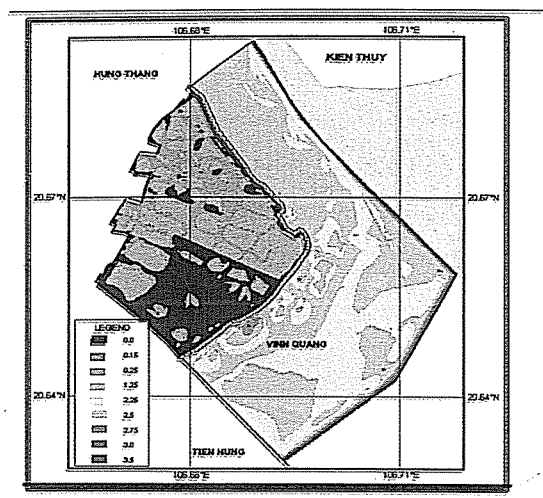 106.68°E 106.71°E
HUNG THANG
KIEN THUY
20.67°N 20.67°N
LEGEND
0.0
0.15
0.25
1.25
2.25
2.5
2.75
3.0
3.5
VINH QUANG
20.64°N 20.64°N
TIEN HUNG
106.68°E 106.71°E